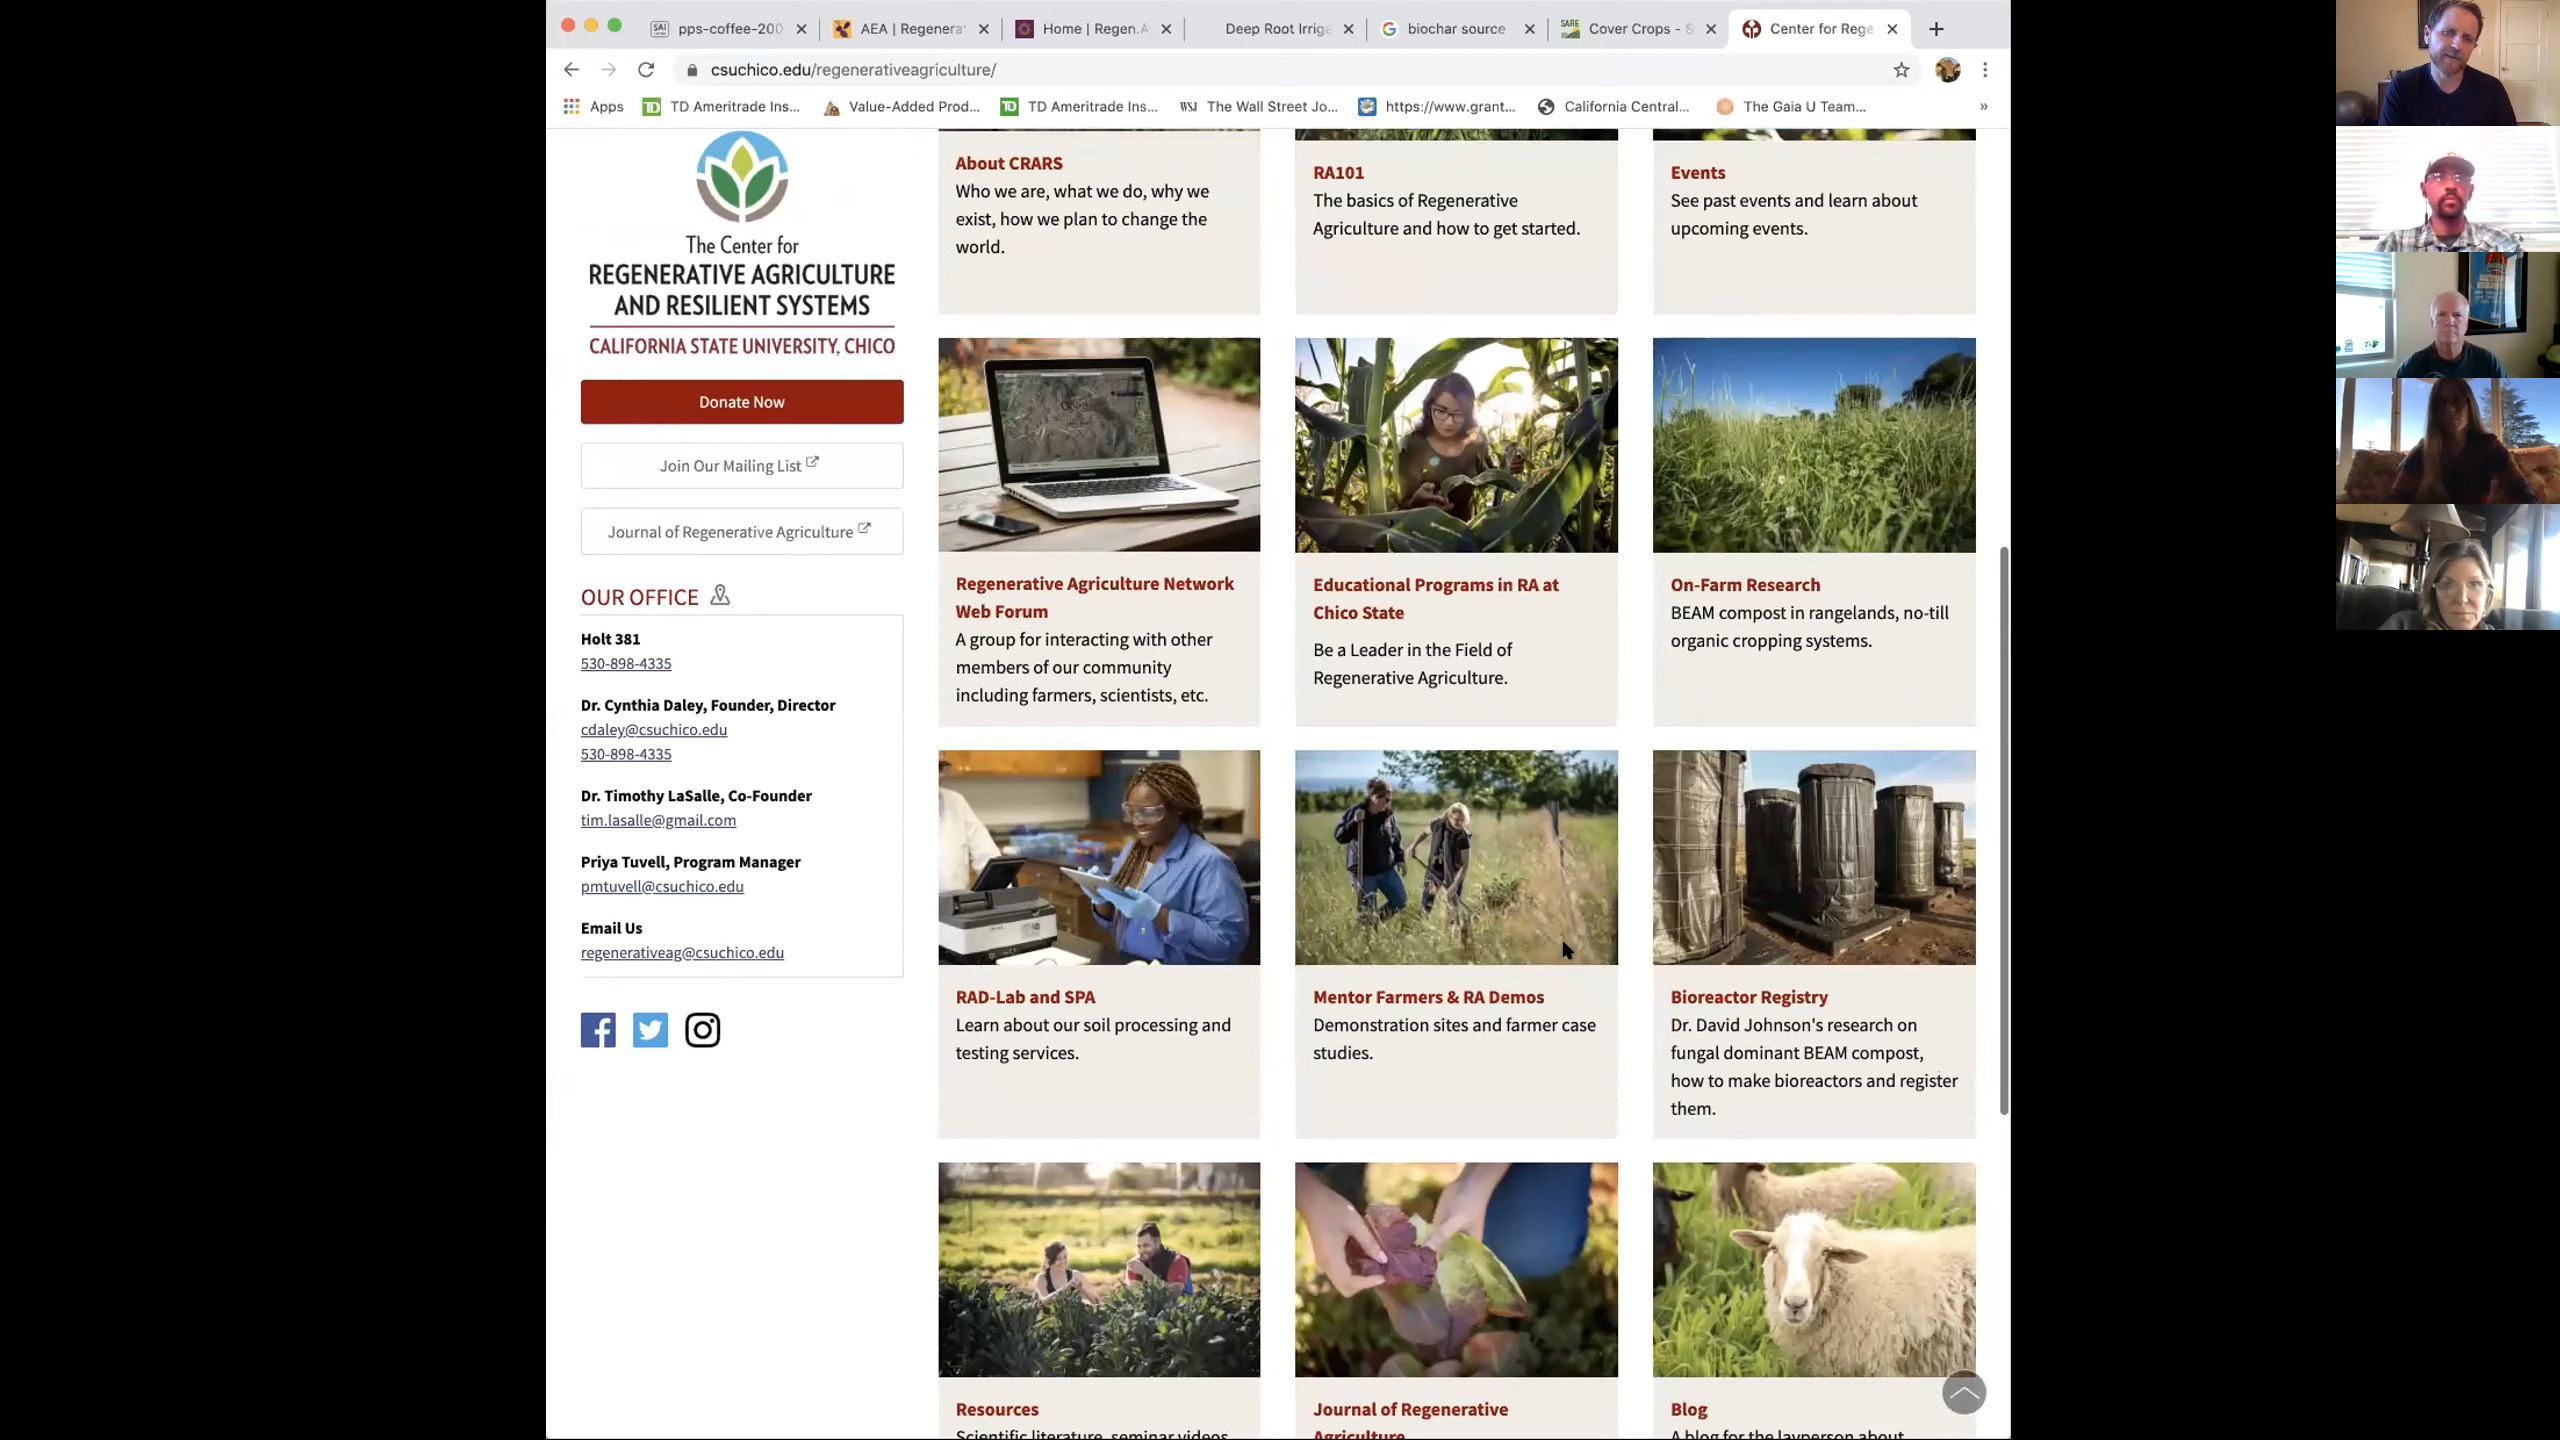 pps-coffee-200
AEA | Regenera
Home | Regen.A
Deep Root Irriga
biochar source
Cover Crops - S
Center for Rege
csuchico.edu/regenerativeagriculture/
Apps
TD Ameritrade Ins...
Value-Added Prod...
TD Ameritrade Ins...
The Wall Street Jo...
https://www.grant...
California Central...
The Gaia U Team...
The Center for
REGENERATIVE AGRICULTURE
AND RESILIENT SYSTEMS
CALIFORNIA STATE UNIVERSITY, CHICO
Donate Now
Join Our Mailing List
Journal of Regenerative Agriculture
OUR OFFICE
Holt 381
530-898-4335
Dr. Cynthia Daley, Founder, Director
cdaley@csuchico.edu
530-898-4335
Dr. Timothy LaSalle, Co-Founder
tim.lasalle@gmail.com
Priya Tuvell, Program Manager
pmtuvell@csuchico.edu
Email Us
regenerativeag@csuchico.edu
About CRARS
Who we are, what we do, why we
exist, how we plan to change the
world.
RA101
The basics of Regenerative
Agriculture and how to get started.
Events
See past events and learn about
upcoming events.
Regenerative Agriculture Network
Web Forum
A group for interacting with other
members of our community
including farmers, scientists, etc.
Educational Programs in RA at
Chico State
Be a Leader in the Field of
Regenerative Agriculture.
On-Farm Research
BEAM compost in rangelands, no-till
organic cropping systems.
RAD-Lab and SPA
Learn about our soil processing and
testing services.
Mentor Farmers & RA Demos
Demonstration sites and farmer case
studies.
Bioreactor Registry
Dr. David Johnson's research on
fungal dominant BEAM compost,
how to make bioreactors and register
them.
Resources
Scientific literature, seminar videos
Journal of Regenerative
Agriculture
Blog
A blog for the layperson about